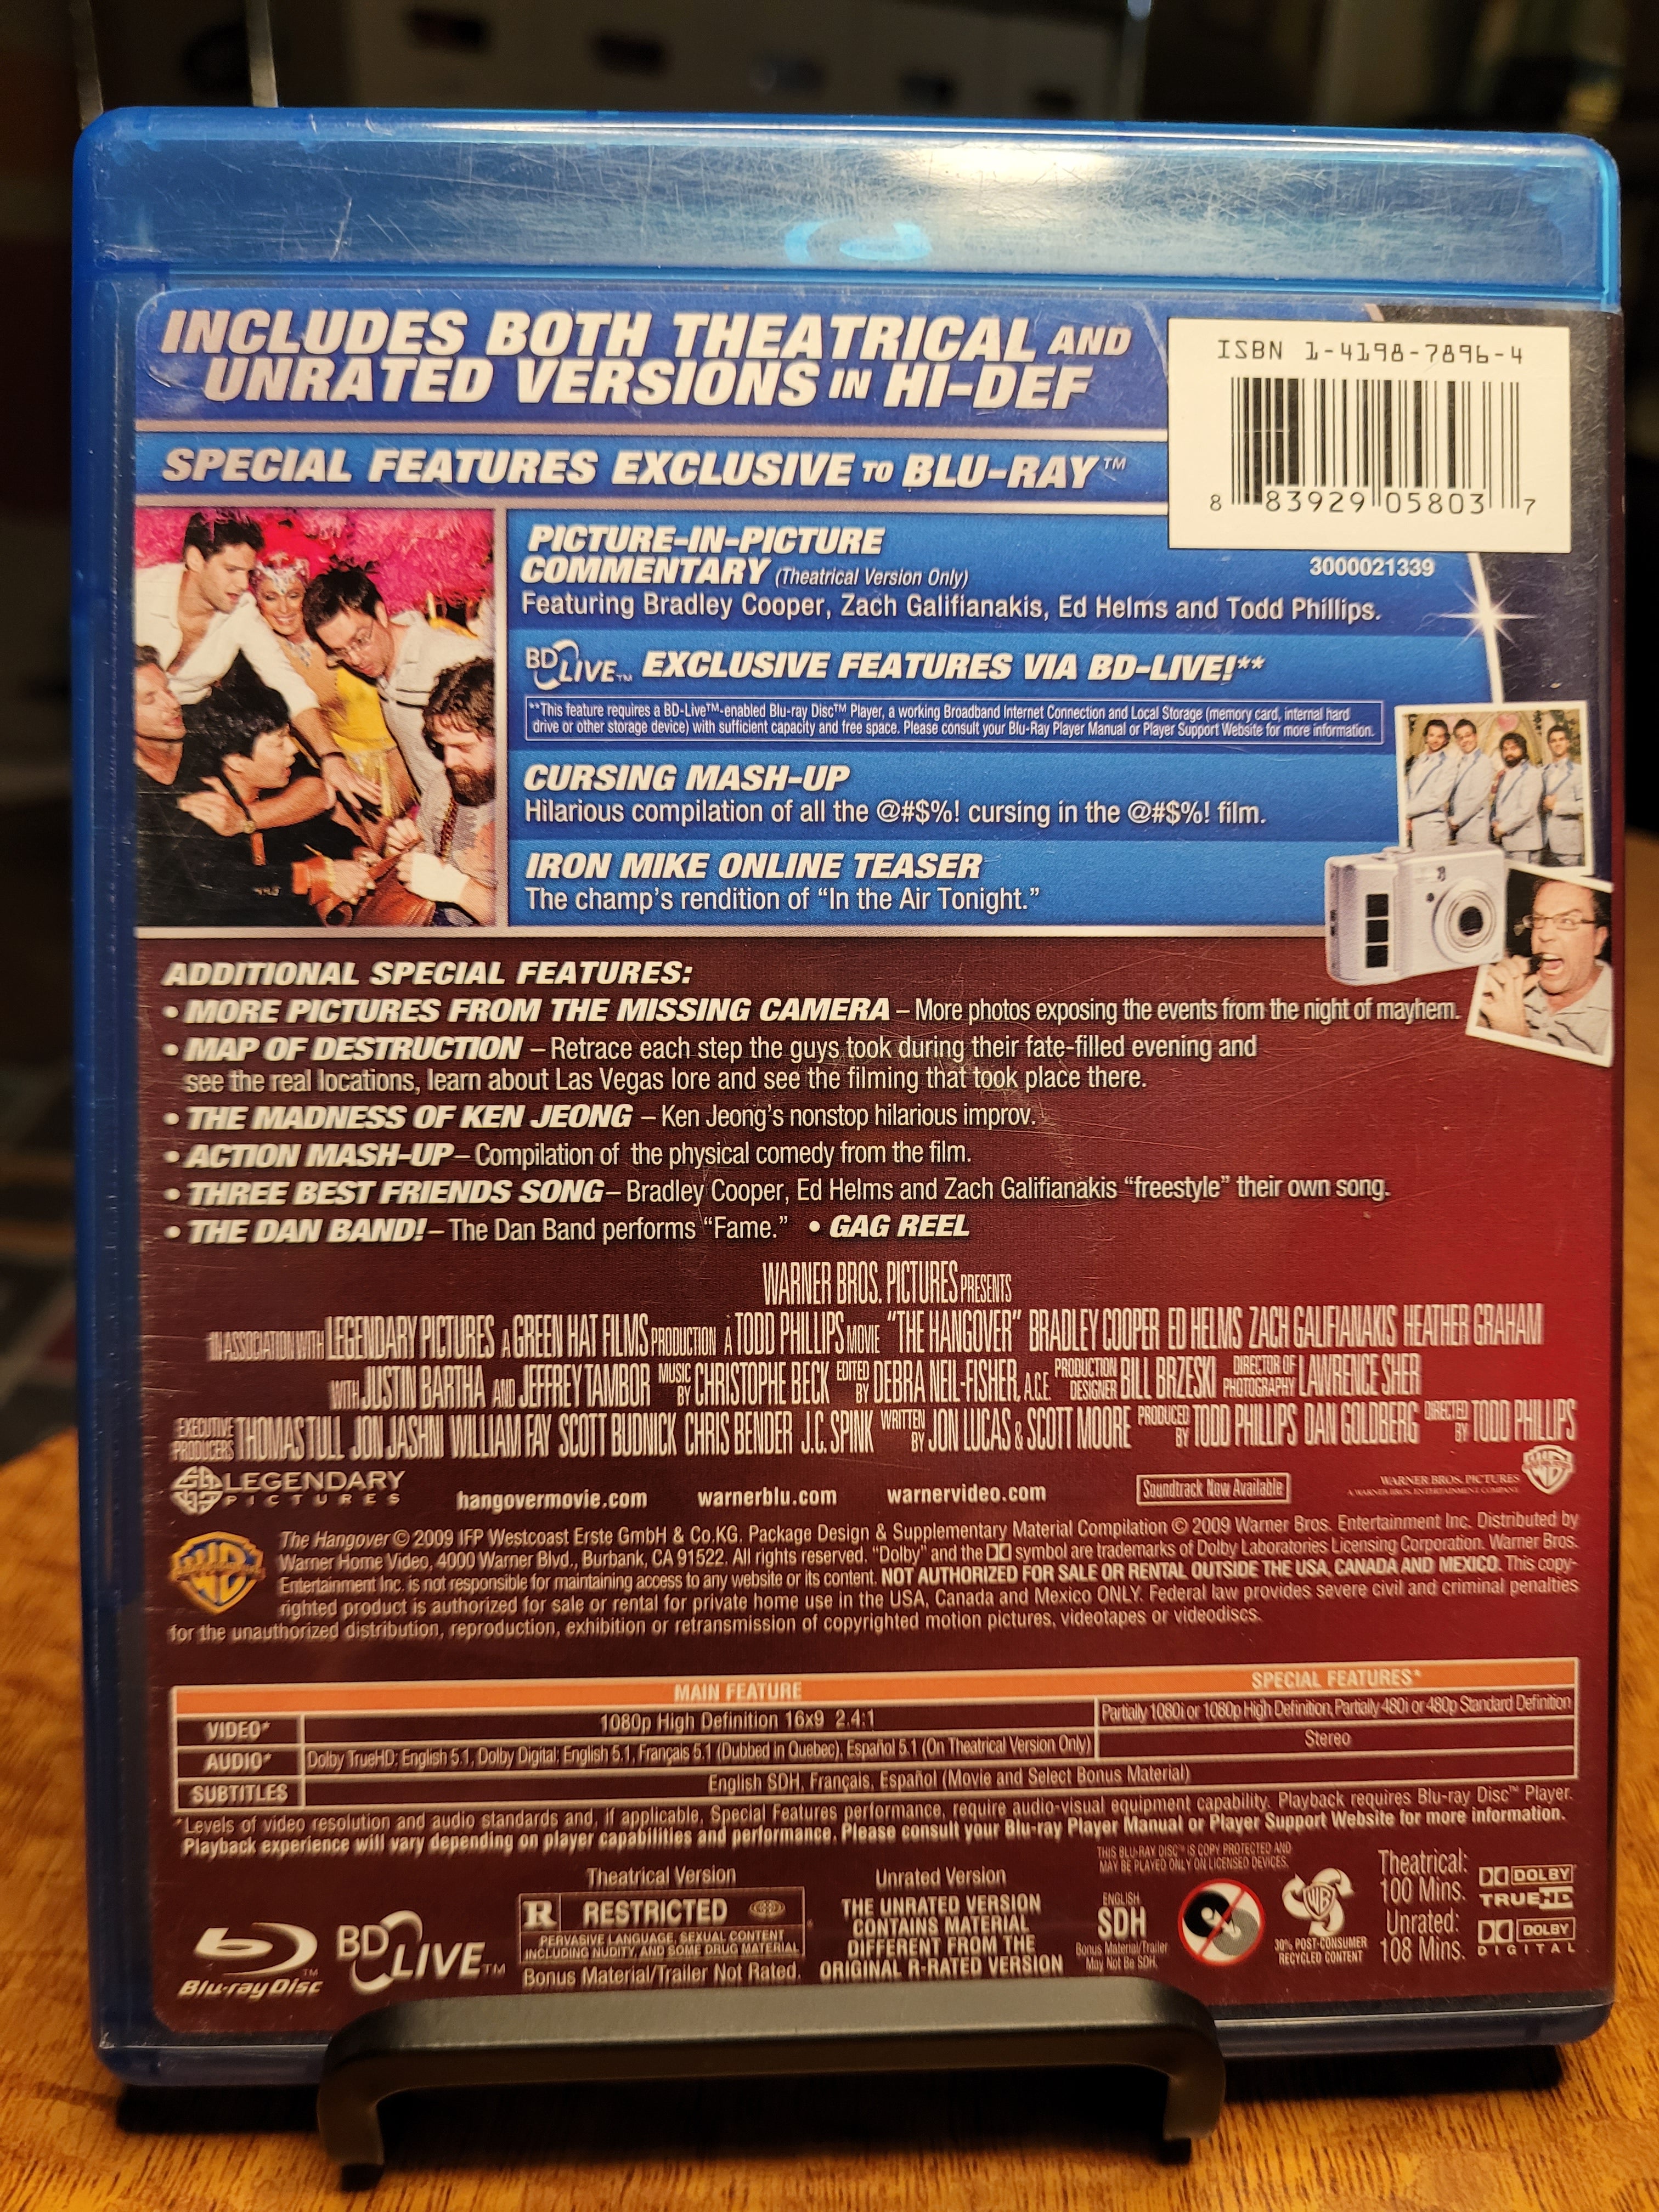 INCLUDES BOTH THEATRICAL AND
UNRATED VERSIONS IN HI-DEF
ISBN 1-4198-7896-4
8 83929 05803 7
SPECIAL FEATURES EXCLUSIVE TO BLU-RAY™
3000021339
PICTURE-IN-PICTURE
COMMENTARY (Theatrical Version Only)
Featuring Bradley Cooper, Zach Galifianakis, Ed Helms and Todd Phillips.
BD LIVE™ EXCLUSIVE FEATURES VIA BD-LIVE!**
**This feature requires a BD-Live™-enabled Blu-ray Disc™ Player, a working Broadband Internet Connection and Local Storage (memory card, internal hard
drive or other storage device) with sufficient capacity and free space. Please consult your Blu-Ray Player Manual or Player Support Website for more information.
CURSING MASH-UP
Hilarious compilation of all the @#$%! cursing in the @#$%! film.
IRON MIKE ONLINE TEASER
The champ's rendition of “In the Air Tonight.”
ADDITIONAL SPECIAL FEATURES:
• MORE PICTURES FROM THE MISSING CAMERA – More photos exposing the events from the night of mayhem.
• MAP OF DESTRUCTION – Retrace each step the guys took during their fate-filled evening and
see the real locations, learn about Las Vegas lore and see the filming that took place there.
• THE MADNESS OF KEN JEONG – Ken Jeong's nonstop hilarious improv.
• ACTION MASH-UP – Compilation of the physical comedy from the film.
• THREE BEST FRIENDS SONG – Bradley Cooper, Ed Helms and Zach Galifianakis “freestyle” their own song.
• THE DAN BAND! – The Dan Band performs “Fame.” • GAG REEL
WARNER BROS. PICTURES PRESENTS
IN ASSOCIATION WITH LEGENDARY PICTURES A GREEN HAT FILMS PRODUCTION A TODD PHILLIPS MOVIE “THE HANGOVER” BRADLEY COOPER ED HELMS ZACH GALIFIANAKIS HEATHER GRAHAM
WITH JUSTIN BARTHA AND JEFFREY TAMBOR MUSIC BY CHRISTOPHE BECK EDITED BY DEBRA NEIL-FISHER, A.C.E. PRODUCTION DESIGNER BILL BRZESKI DIRECTOR OF PHOTOGRAPHY LAWRENCE SHER
EXECUTIVE PRODUCERS THOMAS TULL JON JASHNI WILLIAM FAY SCOTT BUDNICK CHRIS BENDER J.C. SPINK WRITTEN BY JON LUCAS & SCOTT MOORE PRODUCED BY TODD PHILLIPS DAN GOLDBERG DIRECTED BY TODD PHILLIPS
LEGENDARY
PICTURES
hangovermovie.com warnerblu.com warnervideo.com
Soundtrack Now Available
WARNER BROS. PICTURES
A WARNER BROS. ENTERTAINMENT COMPANY
The Hangover © 2009 IFP Westcoast Erste GmbH & Co.KG. Package Design & Supplementary Material Compilation © 2009 Warner Bros. Entertainment Inc. Distributed by
Warner Home Video, 4000 Warner Blvd., Burbank, CA 91522. All rights reserved. “Dolby” and the DD symbol are trademarks of Dolby Laboratories Licensing Corporation. Warner Bros.
Entertainment Inc. is not responsible for maintaining access to any website or its content. NOT AUTHORIZED FOR SALE OR RENTAL OUTSIDE THE USA, CANADA AND MEXICO. This copy-
righted product is authorized for sale or rental for private home use in the USA, Canada and Mexico ONLY. Federal law provides severe civil and criminal penalties
for the unauthorized distribution, reproduction, exhibition or retransmission of copyrighted motion pictures, videotapes or videodiscs.
MAIN FEATURE SPECIAL FEATURES*
VIDEO* 1080p High Definition 16x9 2.4:1 Partially 1080i or 1080p High Definition, Partially 480i or 480p Standard Definition
AUDIO* Dolby TrueHD: English 5.1, Dolby Digital: English 5.1, Français 5.1 (Dubbed in Quebec), Español 5.1 (On Theatrical Version Only) Stereo
SUBTITLES English SDH, Français, Español (Movie and Select Bonus Material)
*Levels of video resolution and audio standards and, if applicable, Special Features performance, require audio-visual equipment capability. Playback requires Blu-ray Disc™ Player.
Playback experience will vary depending on player capabilities and performance. Please consult your Blu-ray Player Manual or Player Support Website for more information.
Blu-ray Disc™
BD LIVE™
Theatrical Version
R RESTRICTED
PERVASIVE LANGUAGE, SEXUAL CONTENT
INCLUDING NUDITY, AND SOME DRUG MATERIAL
Bonus Material/Trailer Not Rated.
Unrated Version
THE UNRATED VERSION
CONTAINS MATERIAL
DIFFERENT FROM THE
ORIGINAL R-RATED VERSION
THIS BLU-RAY DISC™ IS COPY PROTECTED AND
MAY BE PLAYED ONLY ON LICENSED DEVICES.
ENGLISH
SDH
Bonus Material/Trailer
May Not Be SDH.
30% POST-CONSUMER
RECYCLED CONTENT
Theatrical:
100 Mins.
Unrated:
108 Mins.
DOLBY
TRUEHD
DOLBY
DIGITAL